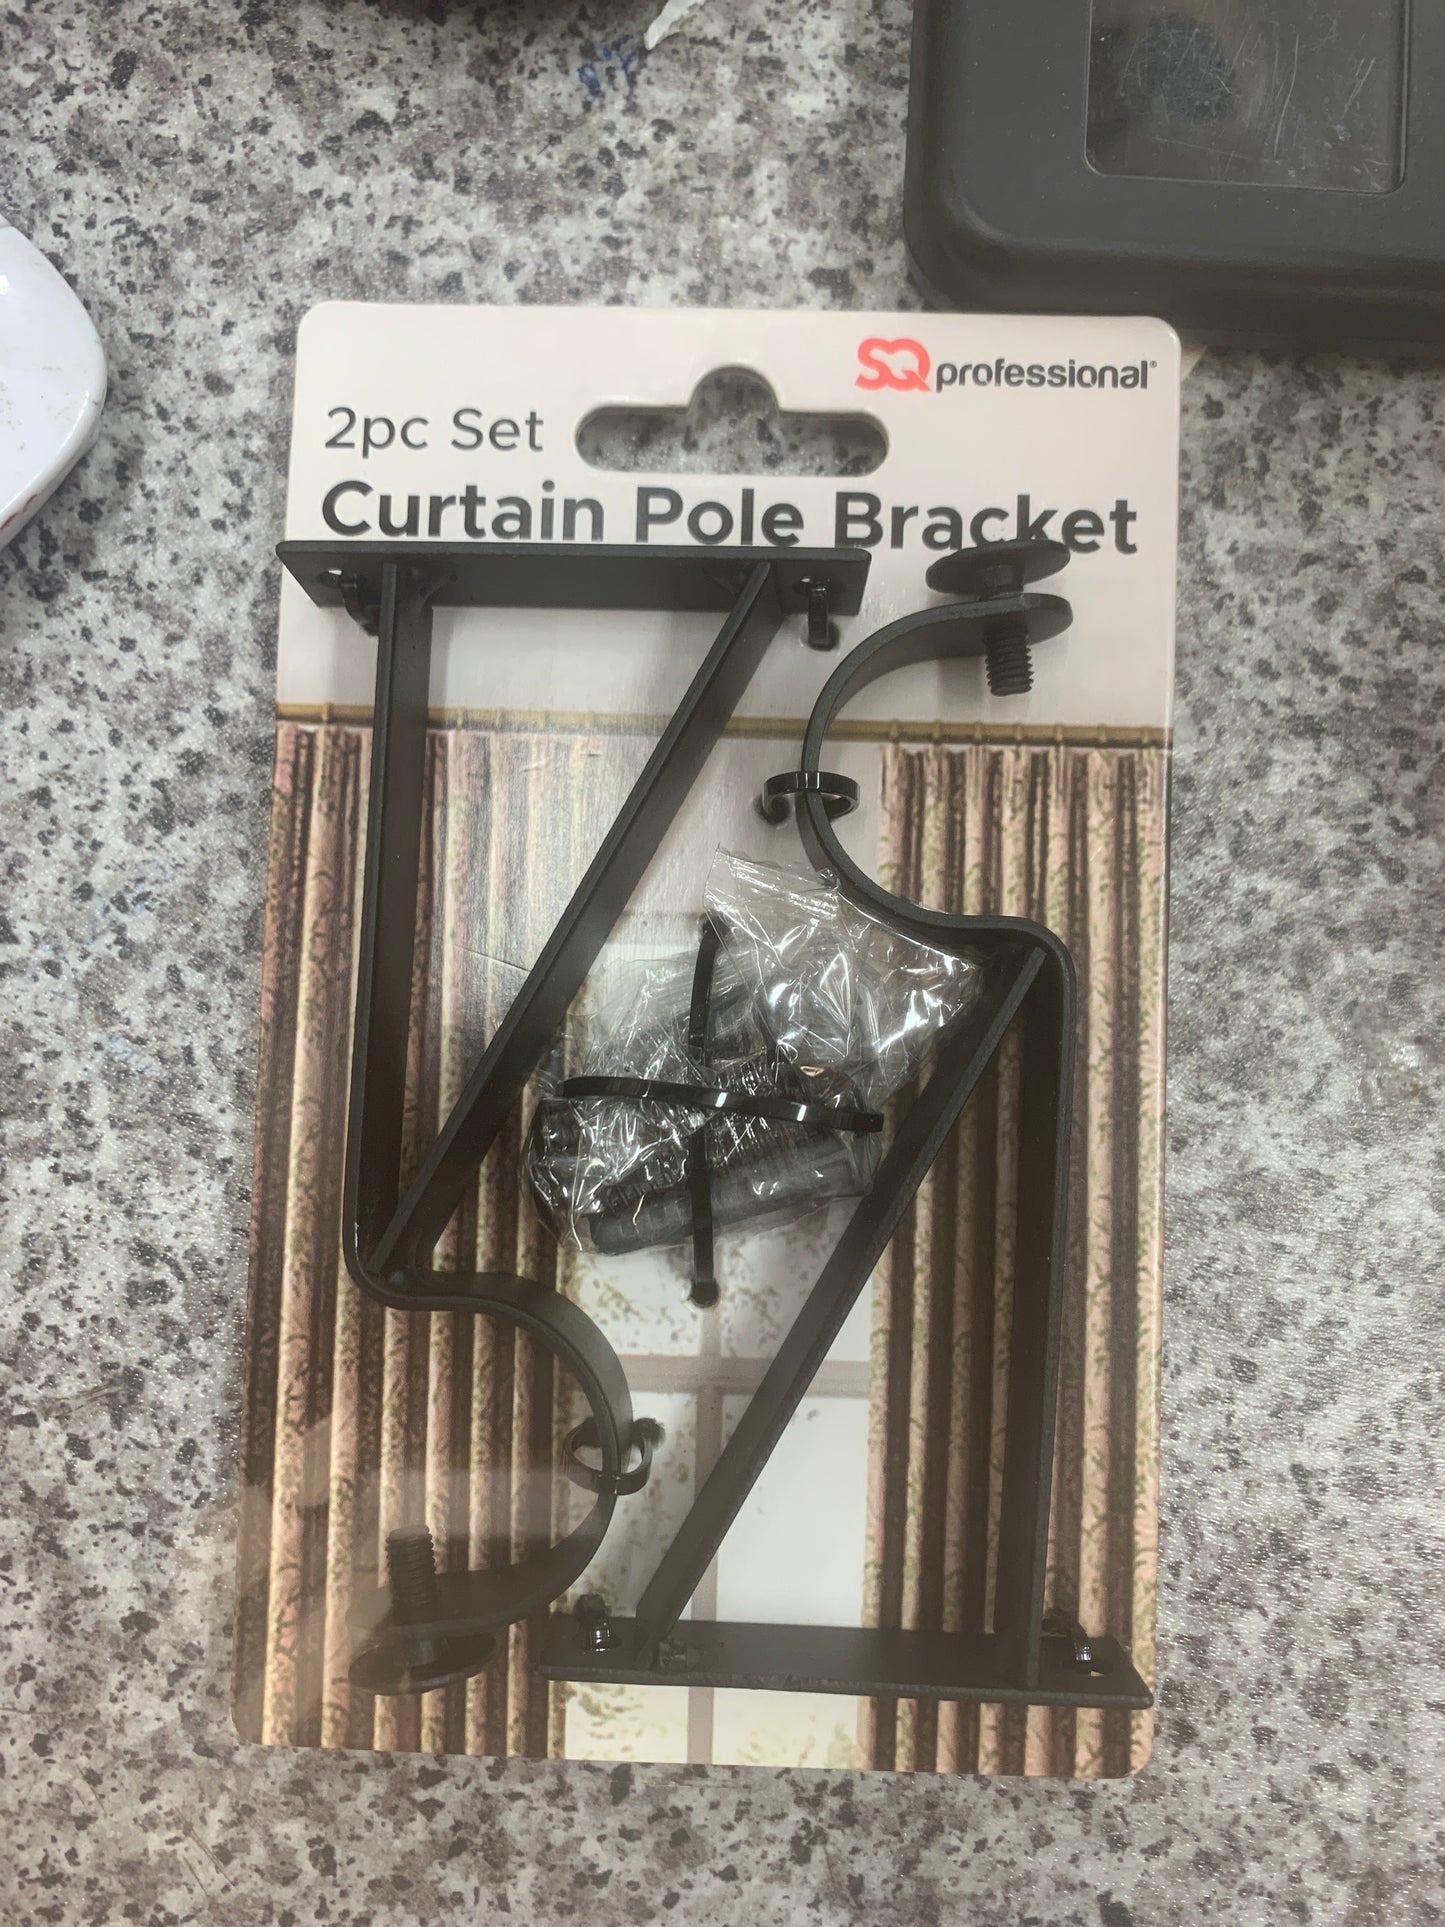 SQ professional®
2pc Set
Curtain Pole Bracket